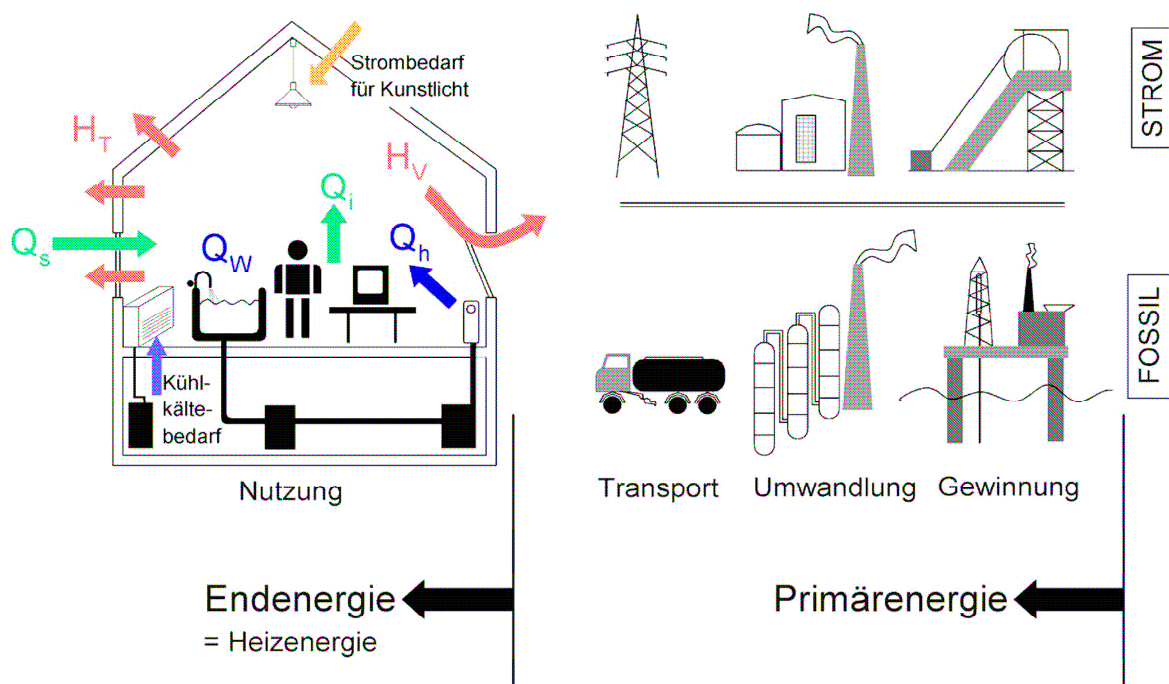 Strombedarf
für Kunstlicht
H_T
H_V
Q_i
Q_s
Q_W
Q_h
Kühl-
kälte-
bedarf
Nutzung
STROM
FOSSIL
Transport
Umwandlung
Gewinnung
Endenergie
= Heizenergie
Primärenergie